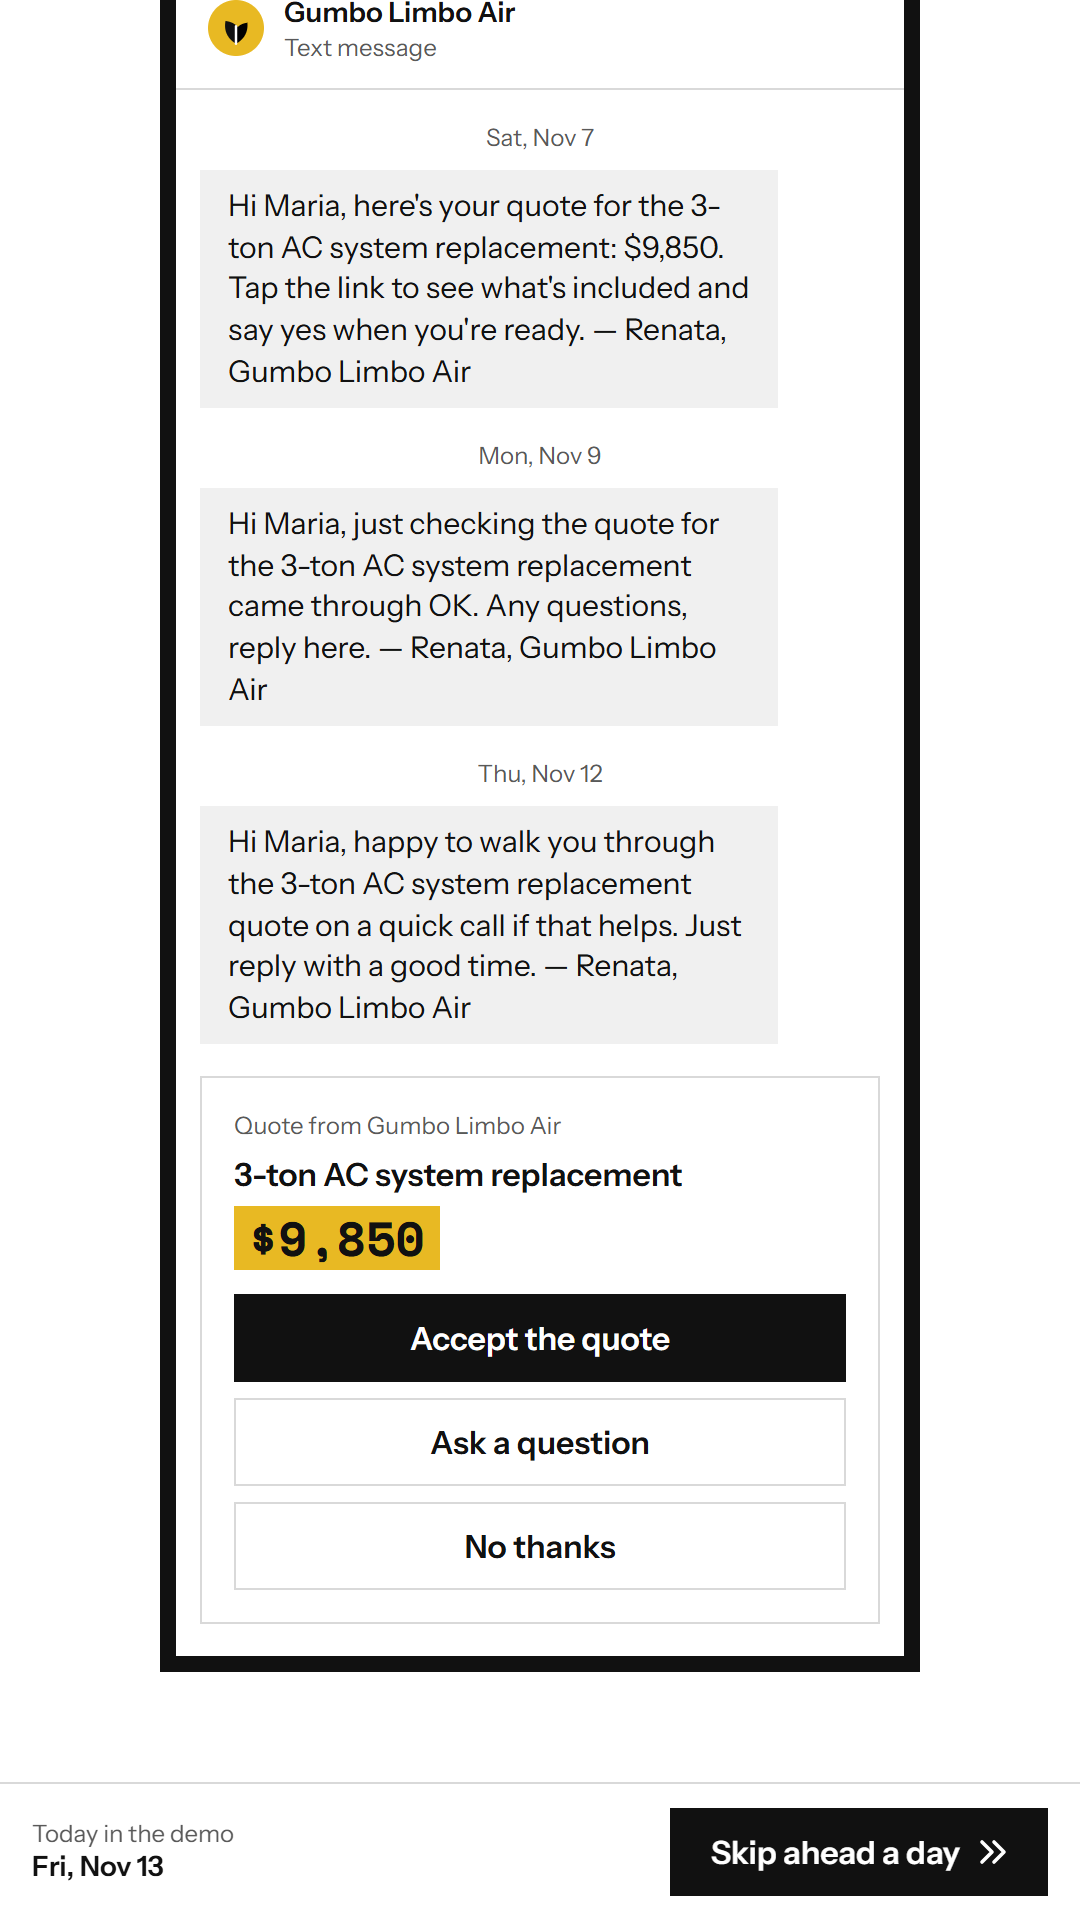 Gumbo Limbo Air
Text message
Sat, Nov 7
Hi Maria, here's your quote for the 3-
ton AC system replacement: $9,850.
Tap the link to see what's included and
say yes when you're ready. — Renata,
Gumbo Limbo Air
Mon, Nov 9
Hi Maria, just checking the quote for
the 3-ton AC system replacement
came through OK. Any questions,
reply here. — Renata, Gumbo Limbo
Air
Thu, Nov 12
Hi Maria, happy to walk you through
the 3-ton AC system replacement
quote on a quick call if that helps. Just
reply with a good time. — Renata,
Gumbo Limbo Air
Quote from Gumbo Limbo Air
3-ton AC system replacement
$9,850
Accept the quote
Ask a question
No thanks
Today in the demo
Fri, Nov 13
Skip ahead a day